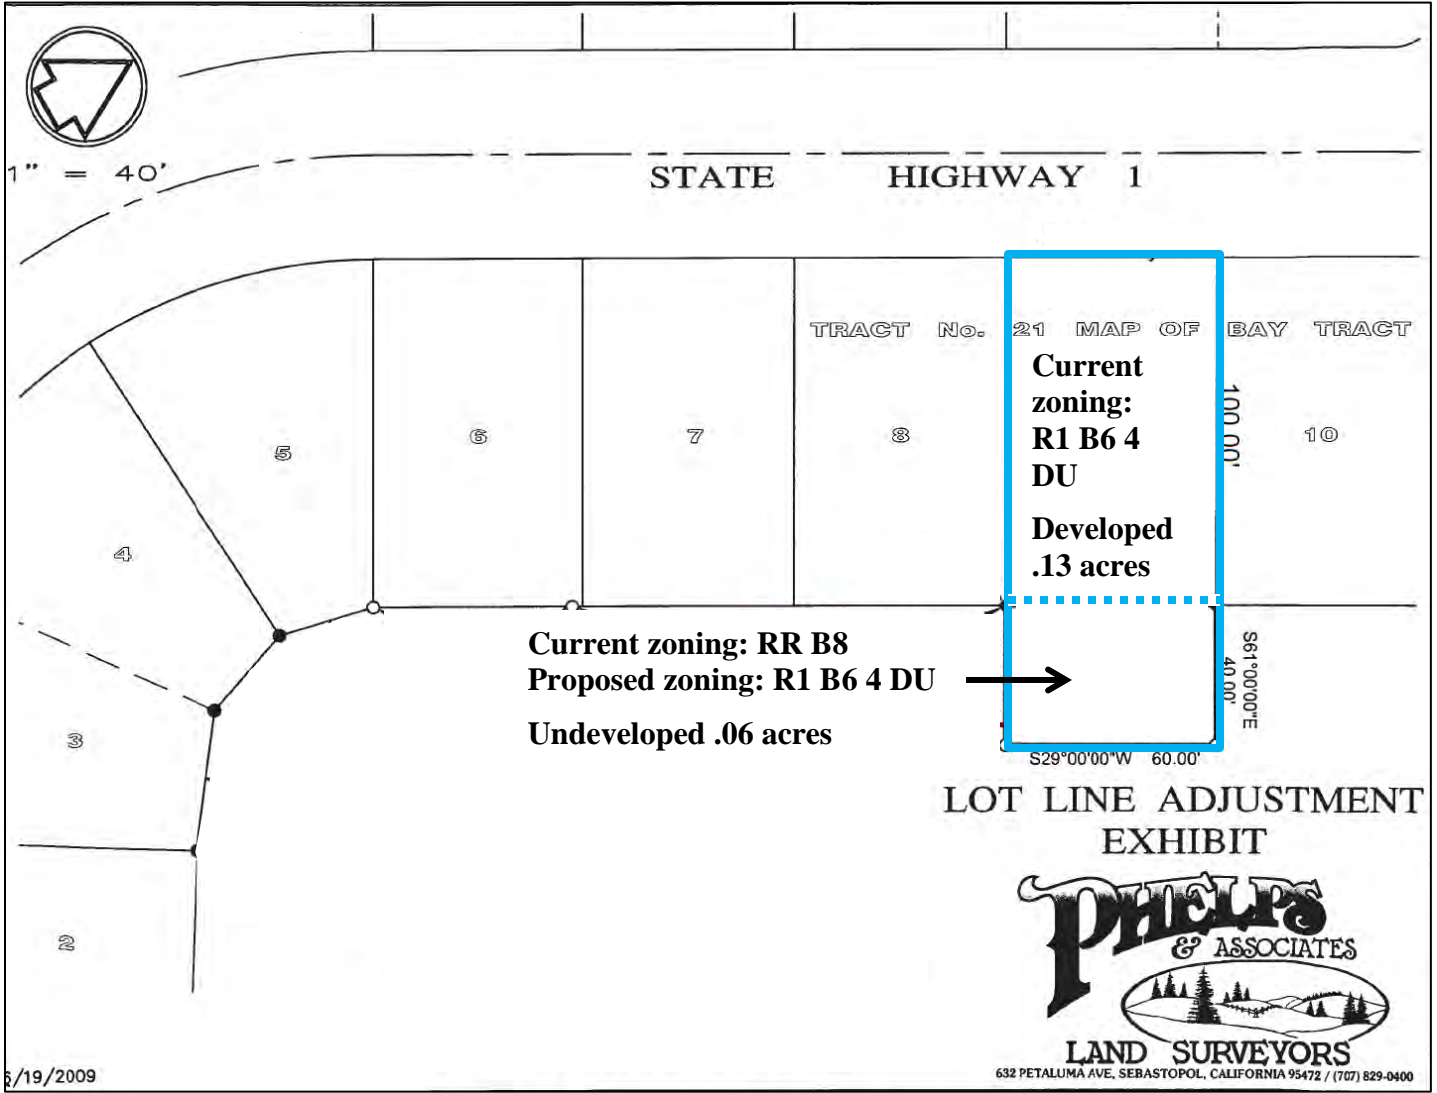 1" = 40'
STATE HIGHWAY 1
TRACT No. 21 MAP OF BAY TRACT
Current
zoning:
R1 B6 4
DU
Developed
.13 acres
100.00'
5
6
7
8
10
4
3
2
Current zoning: RR B8
Proposed zoning: R1 B6 4 DU
Undeveloped .06 acres
S61°00'00"E
40.00'
S29°00'00"W 60.00'
LOT LINE ADJUSTMENT
EXHIBIT
PHELPS
& ASSOCIATES
LAND SURVEYORS
632 PETALUMA AVE, SEBASTOPOL, CALIFORNIA 95472 / (707) 829-0400
/19/2009